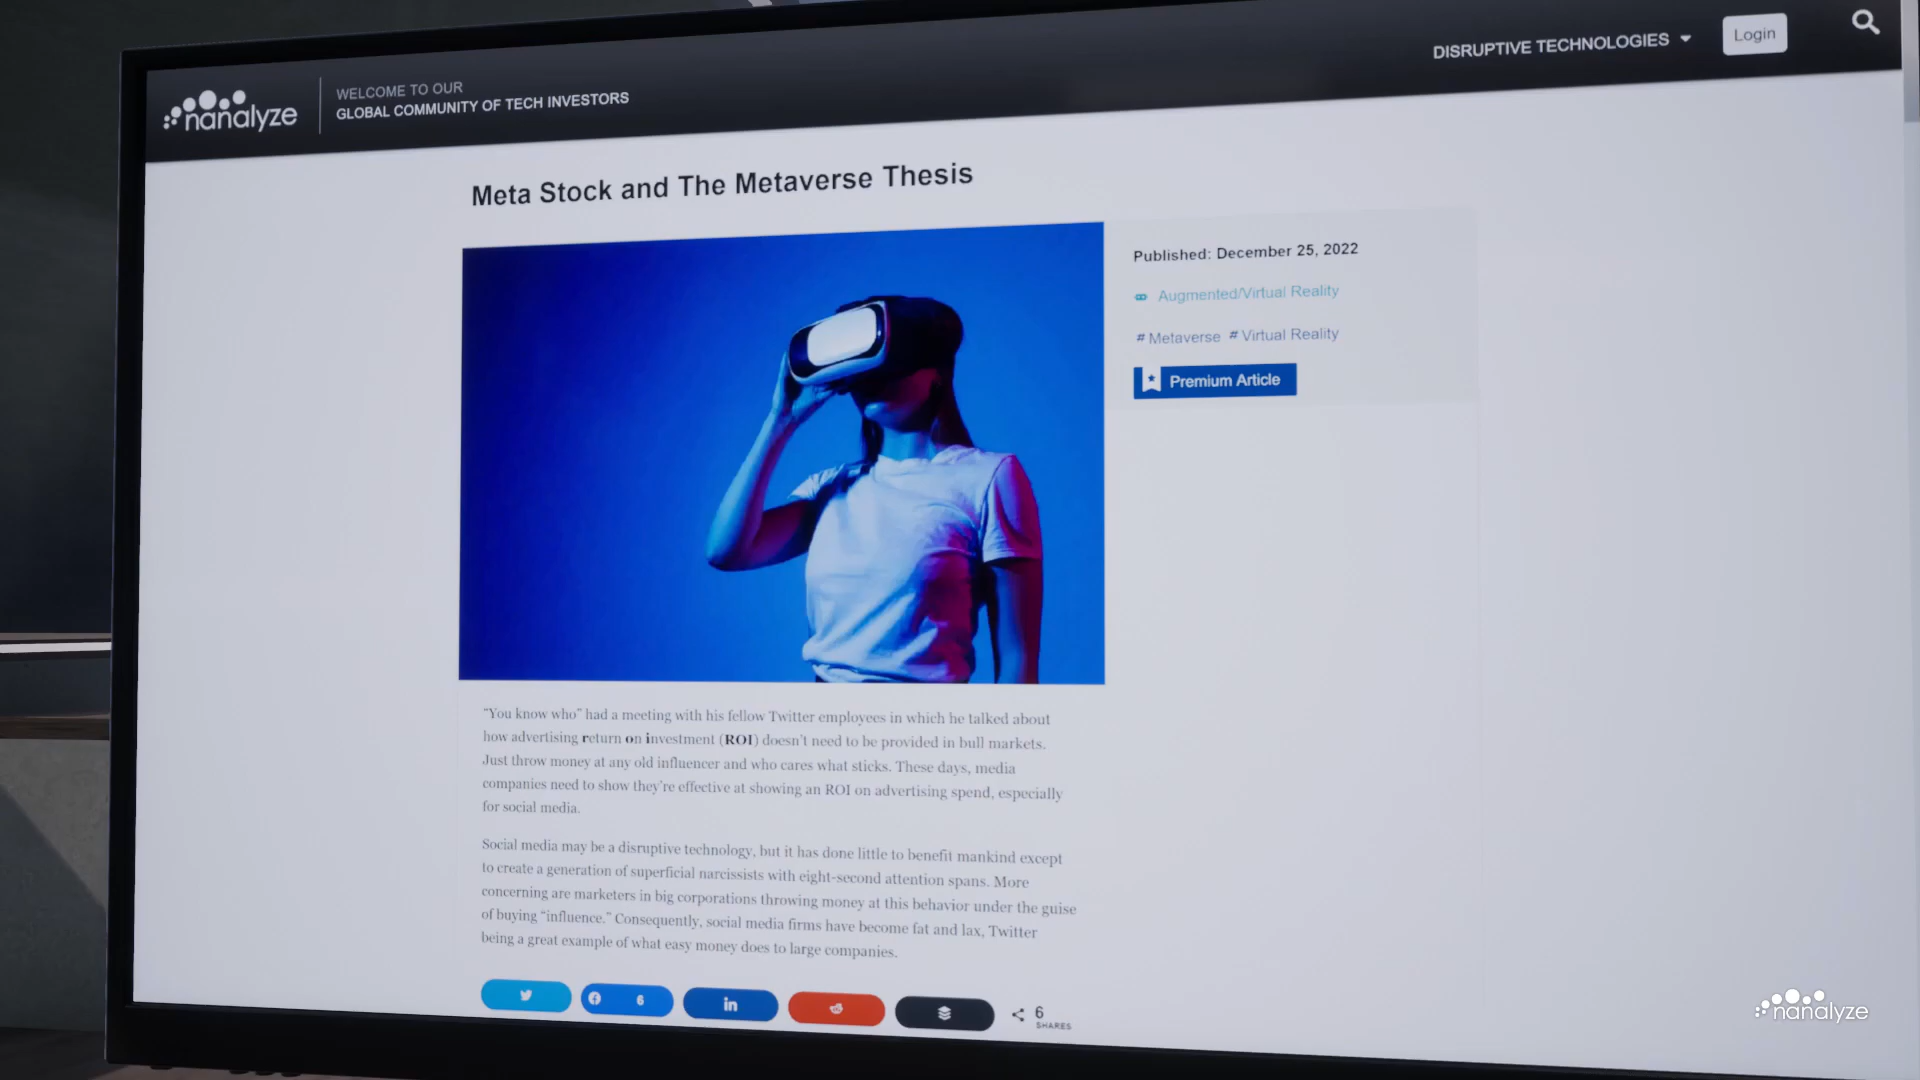 nanalyze
WELCOME TO OUR
GLOBAL COMMUNITY OF TECH INVESTORS
DISRUPTIVE TECHNOLOGIES
Login
Meta Stock and The Metaverse Thesis
Published: December 25, 2022
Augmented/Virtual Reality
# Metaverse # Virtual Reality
Premium Article
“You know who” had a meeting with his fellow Twitter employees in which he talked about
how advertising return on investment (ROI) doesn’t need to be provided in bull markets.
Just throw money at any old influencer and who cares what sticks. These days, media
companies need to show they’re effective at showing an ROI on advertising spend, especially
for social media.
Social media may be a disruptive technology, but it has done little to benefit mankind except
to create a generation of superficial narcissists with eight-second attention spans. More
concerning are marketers in big corporations throwing money at this behavior under the guise
of buying “influence.” Consequently, social media firms have become fat and lax, Twitter
being a great example of what easy money does to large companies.
6
in
6
SHARES
nanalyze